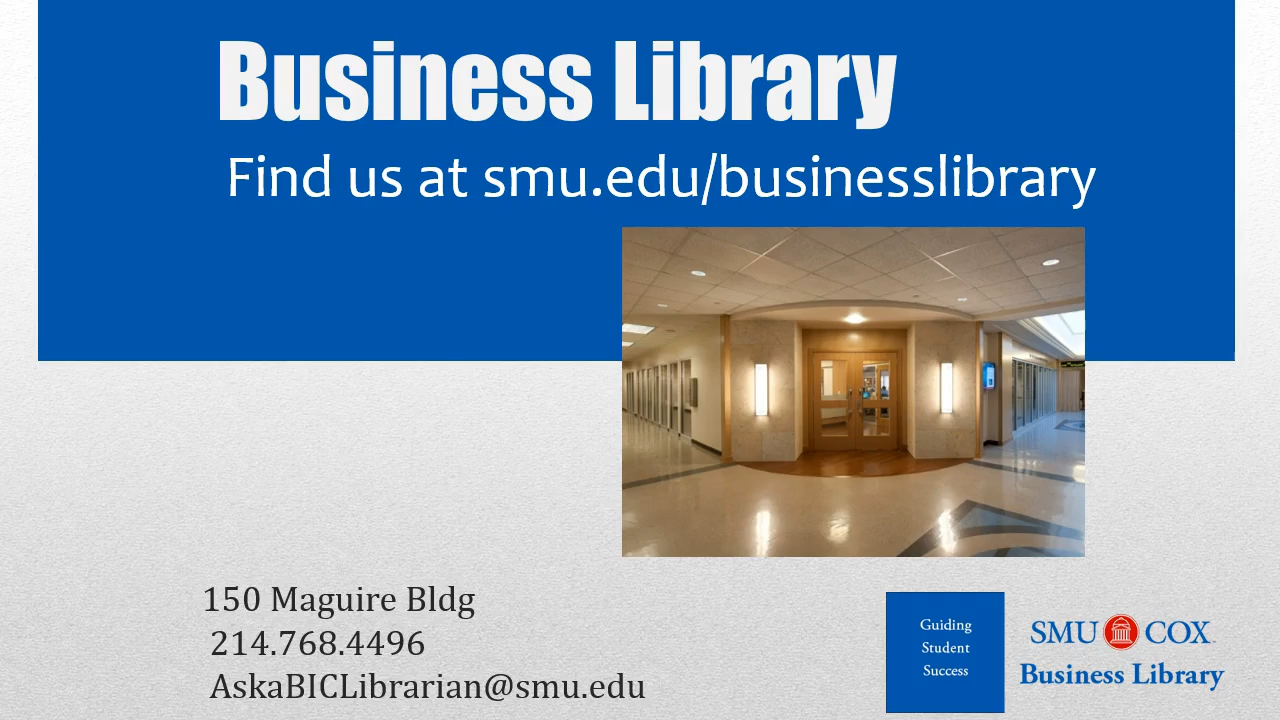 Business Library
Find us at smu.edu/businesslibrary
150 Maguire Bldg
214.768.4496
AskaBICLibrarian@smu.edu
Guiding
Student
Success
SMU COX
Business Library